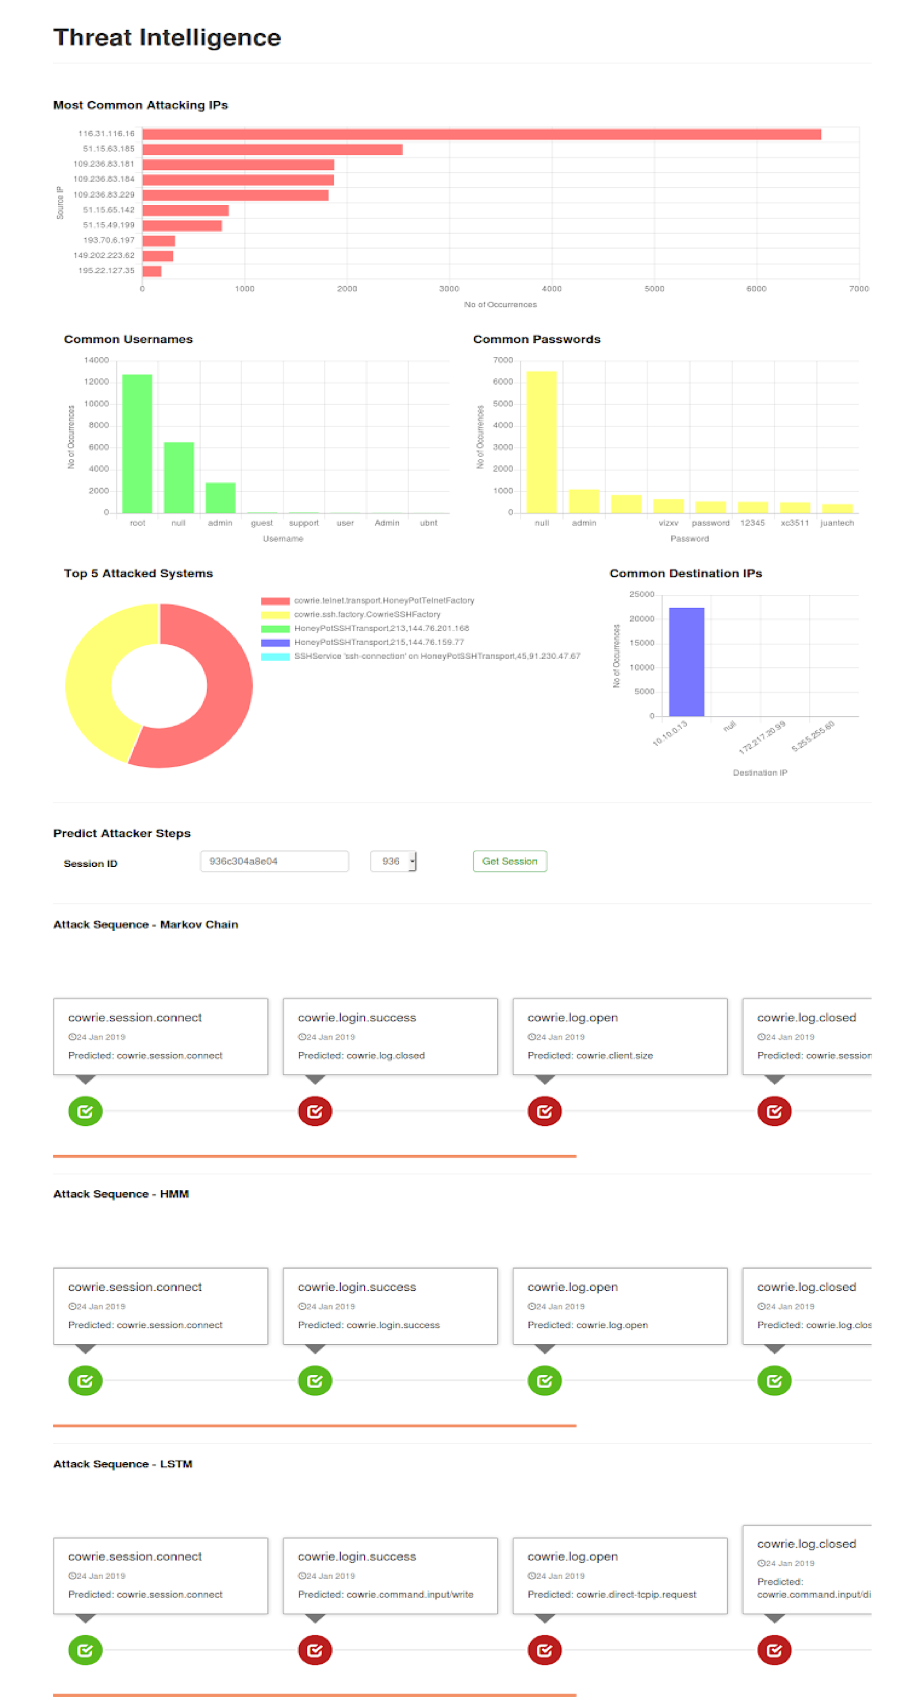 Threat Intelligence
Most Common Attacking IPs
Source IP
116.31.116.16
51.15.63.185
109.236.83.181
109.236.83.184
109.236.83.229
51.15.65.142
51.15.49.199
193.70.6.197
149.202.223.62
195.22.127.35
0 1000 2000 3000 4000 5000 6000 7000
No of Occurrences
Common Usernames
No of Occurrences
14000
12000
10000
8000
6000
4000
2000
0
root null admin guest support user Admin ubnt
Username
Common Passwords
No of Occurrences
7000
6000
5000
4000
3000
2000
1000
0
null admin vizxv password 12345 xc3511 juantech
Password
Top 5 Attacked Systems
cowrie.telnet.transport.HoneyPotTelnetFactory
cowrie.ssh.factory.CowrieSSHFactory
HoneyPotSSHTransport,213,144.76.201.168
HoneyPotSSHTransport,215,144.76.159.77
SSHService 'ssh-connection' on HoneyPotSSHTransport,45,91.230.47.67
Common Destination IPs
No of Occurrences
25000
20000
15000
10000
5000
0
10.10.0.13 null 172.217.20.99 5.255.255.60
Destination IP
Predict Attacker Steps
Session ID 936c304a8e04 936 Get Session
Attack Sequence - Markov Chain
cowrie.session.connect cowrie.login.success cowrie.log.open cowrie.log.closed
24 Jan 2019 24 Jan 2019 24 Jan 2019 24 Jan 2019
Predicted: cowrie.session.connect Predicted: cowrie.log.closed Predicted: cowrie.client.size Predicted: cowrie.session
Attack Sequence - HMM
cowrie.session.connect cowrie.login.success cowrie.log.open cowrie.log.closed
24 Jan 2019 24 Jan 2019 24 Jan 2019 24 Jan 2019
Predicted: cowrie.session.connect Predicted: cowrie.login.success Predicted: cowrie.log.open Predicted: cowrie.log.clos
Attack Sequence - LSTM
cowrie.session.connect cowrie.login.success cowrie.log.open cowrie.log.closed
24 Jan 2019 24 Jan 2019 24 Jan 2019 24 Jan 2019
Predicted: cowrie.session.connect Predicted: cowrie.command.input/write Predicted: cowrie.direct-tcpip.request Predicted:
cowrie.command.input/di